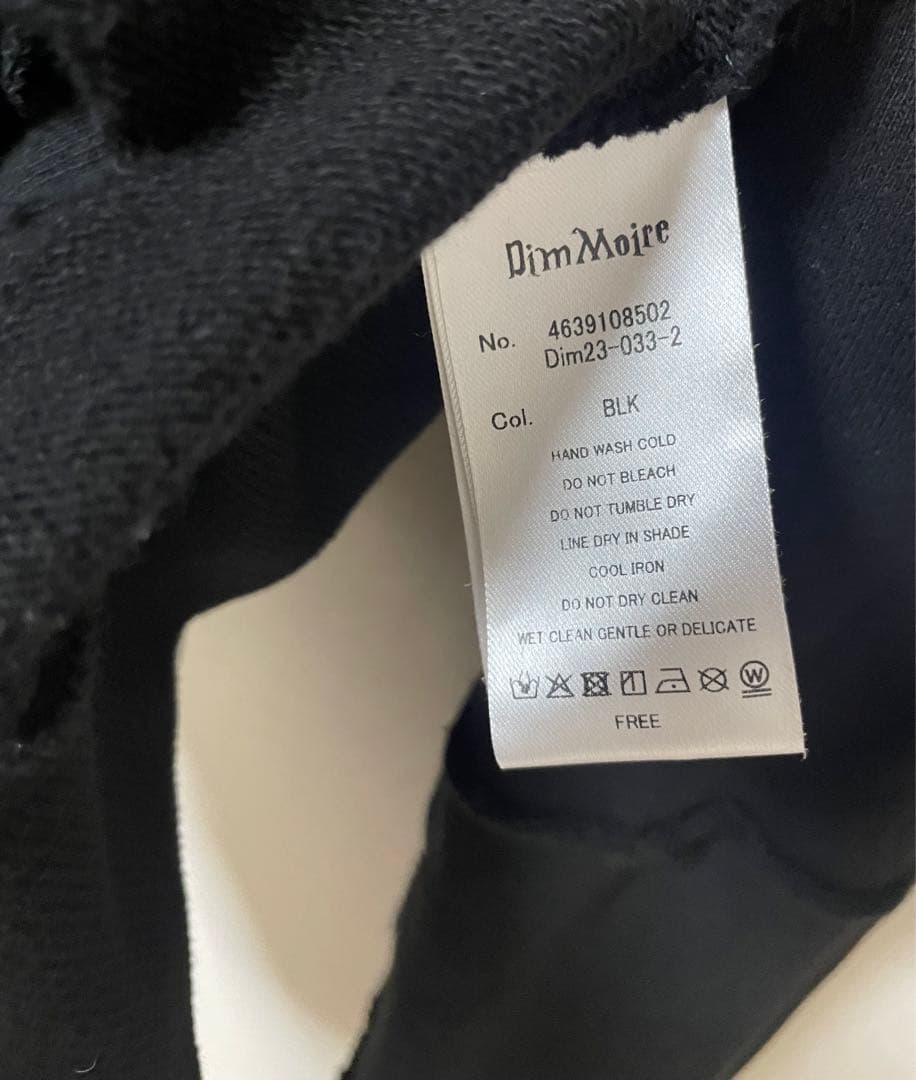 Dim Moire
No. 4639108502
Dim23-033-2
Col. BLK
HAND WASH COLD
DO NOT BLEACH
DO NOT TUMBLE DRY
LINE DRY IN SHADE
COOL IRON
DO NOT DRY CLEAN
WET CLEAN GENTLE OR DELICATE
W
FREE